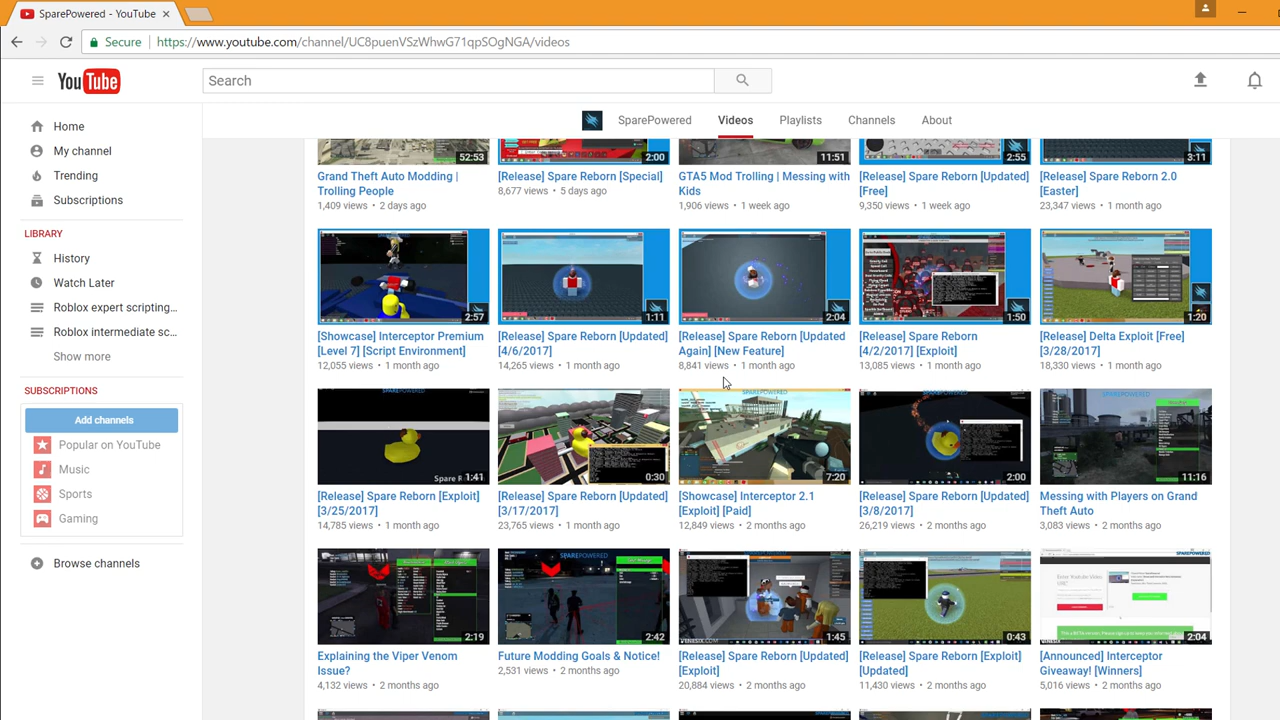 SparePowered - YouTube
Secure https://www.youtube.com/channel/UC8puenVSzWhwG71qpSOgNGA/videos
YouTube
Search
SparePowered Videos Playlists Channels About
Home
My channel
Trending
Subscriptions
LIBRARY
History
Watch Later
Roblox expert scripting...
Roblox intermediate sc...
Show more
SUBSCRIPTIONS
Add channels
Popular on YouTube
Music
Sports
Gaming
Browse channels
52:53
Grand Theft Auto Modding |
Trolling People
1,409 views • 2 days ago
2:00
[Release] Spare Reborn [Special]
8,677 views • 5 days ago
11:51
GTA5 Mod Trolling | Messing with
Kids
1,906 views • 1 week ago
2:55
[Release] Spare Reborn [Updated]
[Free]
9,350 views • 1 week ago
3:11
[Release] Spare Reborn 2.0
[Easter]
23,347 views • 1 month ago
2:57
[Showcase] Interceptor Premium
[Level 7] [Script Environment]
12,055 views • 1 month ago
1:11
[Release] Spare Reborn [Updated]
[4/6/2017]
14,265 views • 1 month ago
2:04
[Release] Spare Reborn [Updated
Again] [New Feature]
8,841 views • 1 month ago
1:50
[Release] Spare Reborn
[4/2/2017] [Exploit]
13,085 views • 1 month ago
1:20
[Release] Delta Exploit [Free]
[3/28/2017]
18,330 views • 1 month ago
SPAREPOWERED
Spare R
1:41
[Release] Spare Reborn [Exploit]
[3/25/2017]
14,785 views • 1 month ago
0:30
[Release] Spare Reborn [Updated]
[3/17/2017]
23,765 views • 1 month ago
SPAREPOWERED
7:20
[Showcase] Interceptor 2.1
[Exploit] [Paid]
12,849 views • 2 months ago
SPAREPOWERED
2:00
[Release] Spare Reborn [Updated]
[3/8/2017]
26,219 views • 2 months ago
SPAREPOWERED
11:16
Messing with Players on Grand
Theft Auto
3,083 views • 2 months ago
2:19
Explaining the Viper Venom
Issue?
4,132 views • 2 months ago
SPAREPOWERED
2:42
Future Modding Goals & Notice!
2,531 views • 2 months ago
SPAREPOWERED
1:45
[Release] Spare Reborn [Updated]
[Exploit]
20,884 views • 2 months ago
SPAREPOWERED
0:43
[Release] Spare Reborn [Exploit]
[Updated]
11,430 views • 2 months ago
SPAREPOWERED
2:04
[Announced] Interceptor
Giveaway! [Winners]
5,016 views • 2 months ago